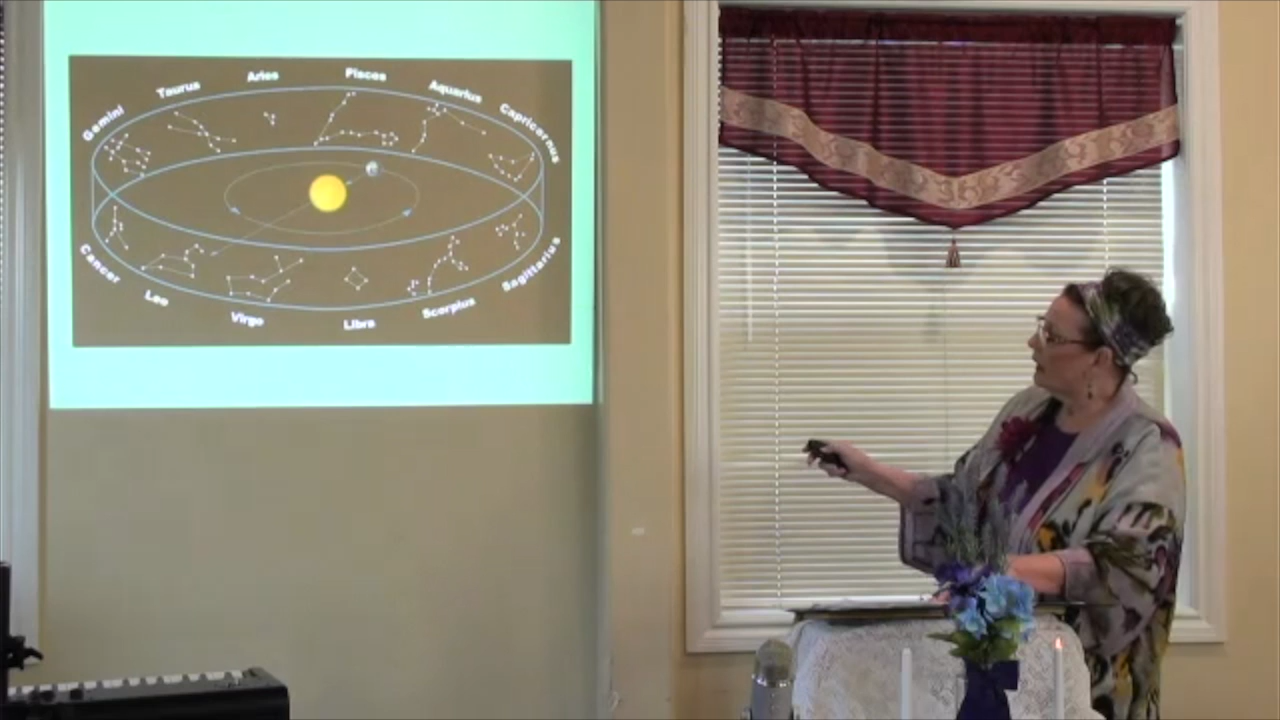 Gemini
Taurus
Aries
Pisces
Aquarius
Capricornus
Cancer
Leo
Virgo
Libra
Scorpius
Sagittarius